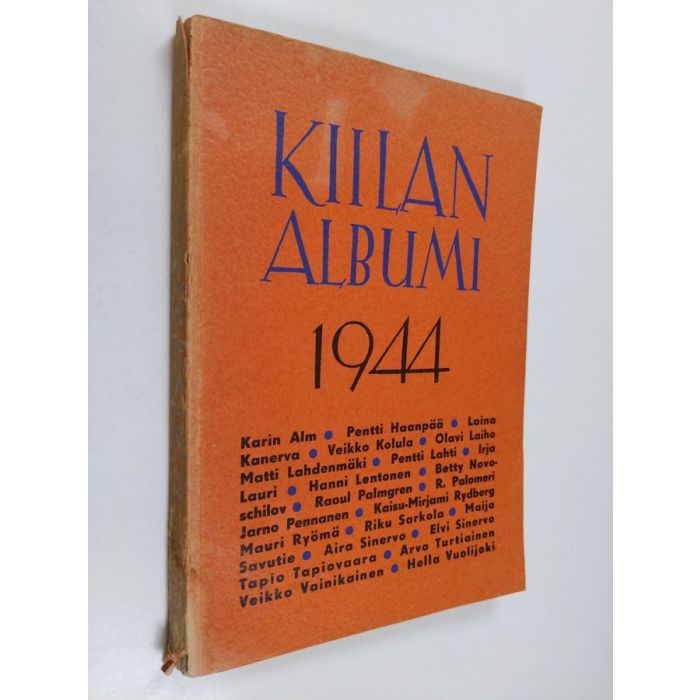 KIILAN
ALBUMI
1944
Karin Alm • Pentti Haanpää • Laina
Kanerva • Veikko Kolula • Olavi Laiho
Matti Lahdenmäki • Pentti Lahti • Irja
Lauri • Hanni Lentonen • Betty Novo-
schilov • Raoul Palmgren • R. Palomeri
Jarno Pennanen • Kaisu-Mirjami Rydberg
Mauri Ryömä • Riku Sarkola • Maija
Savutie • Aira Sinervo • Elvi Sinervo
Tapio Tapiovaara • Arvo Turtiainen
Veikko Vainikainen • Hella Vuolijoki